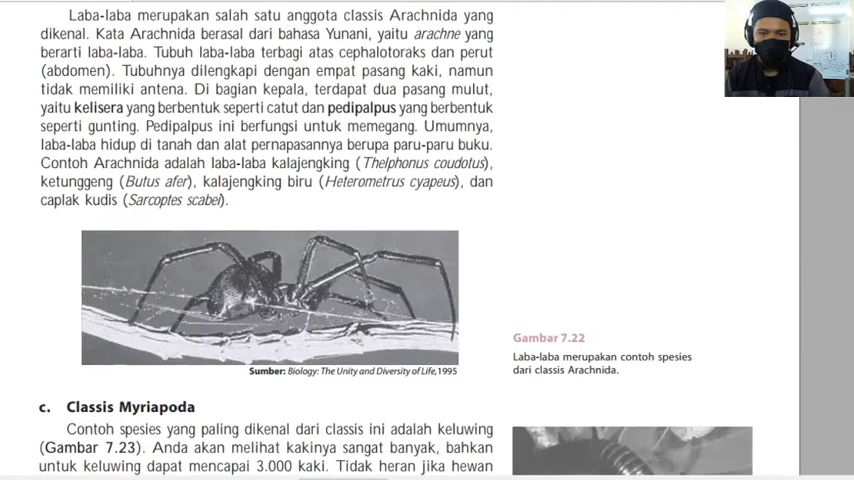 Laba-laba merupakan salah satu anggota classis Arachnida yang
dikenal. Kata Arachnida berasal dari bahasa Yunani, yaitu arachne yang
berarti laba-laba. Tubuh laba-laba terbagi atas cephalotoraks dan perut
(abdomen). Tubuhnya dilengkapi dengan empat pasang kaki, namun
tidak memiliki antena. Di bagian kepala, terdapat dua pasang mulut,
yaitu kelisera yang berbentuk seperti catut dan pedipalpus yang berbentuk
seperti gunting. Pedipalpus ini berfungsi untuk memegang. Umumnya,
laba-laba hidup di tanah dan alat pernapasannya berupa paru-paru buku.
Contoh Arachnida adalah laba-laba kalajengking (Thelphonus coudotus),
ketunggeng (Butus afer), kalajengking biru (Heterometrus cyapeus), dan
caplak kudis (Sarcoptes scabei).
Sumber: Biology: The Unity and Diversity of Life,1995
Gambar 7.22
Laba-laba merupakan contoh spesies
dari classis Arachnida.
c. Classis Myriapoda
Contoh spesies yang paling dikenal dari classis ini adalah keluwing
(Gambar 7.23). Anda akan melihat kakinya sangat banyak, bahkan
untuk keluwing dapat mencapai 3.000 kaki. Tidak heran jika hewan